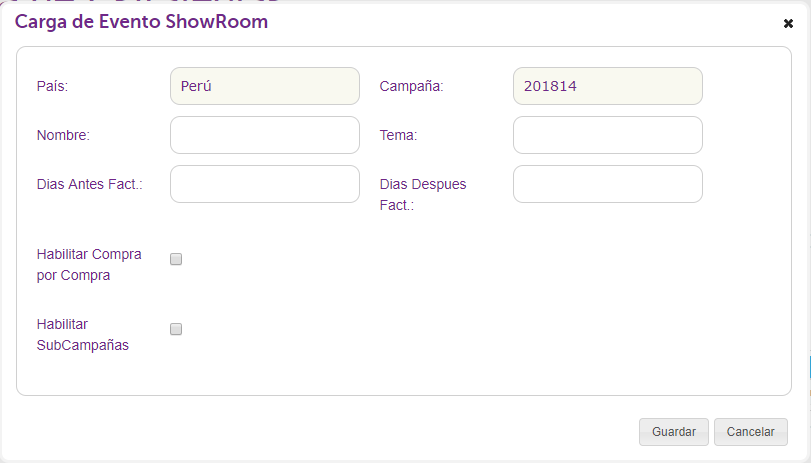 Carga de Evento ShowRoom
País: Perú Campaña: 201814
Nombre: Tema:
Dias Antes Fact.: Dias Despues
Fact.:
Habilitar Compra
por Compra
Habilitar
SubCampañas
Guardar Cancelar